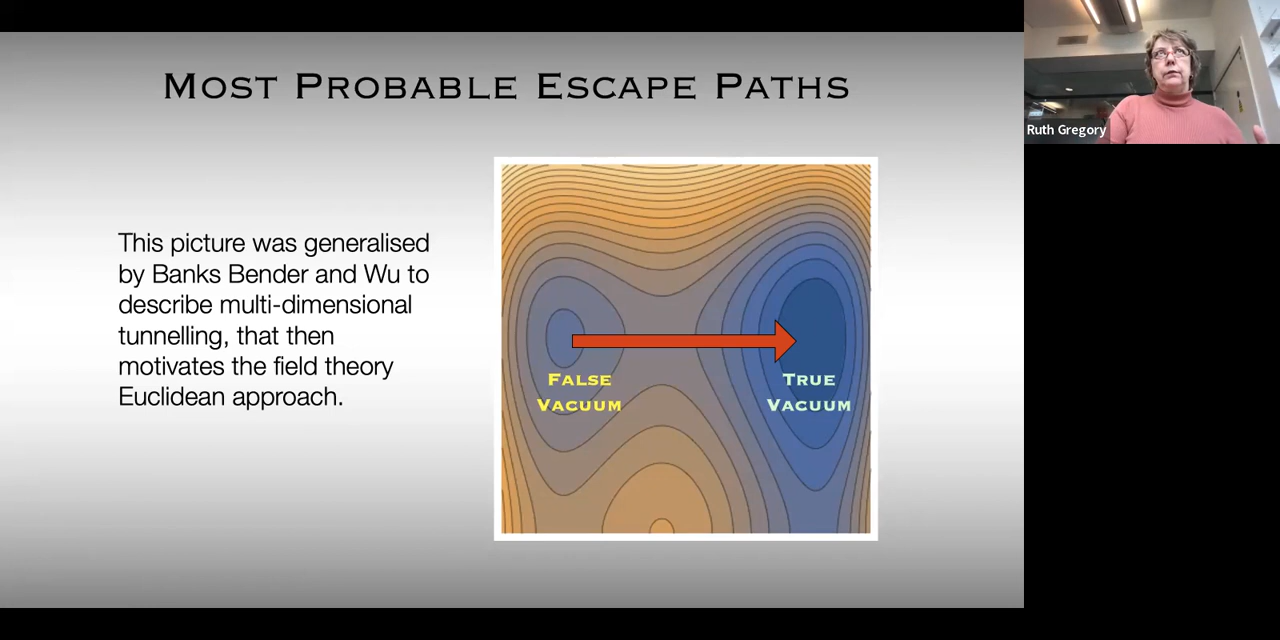 MOST PROBABLE ESCAPE PATHS
This picture was generalised
by Banks Bender and Wu to
describe multi-dimensional
tunnelling, that then
motivates the field theory
Euclidean approach.
FALSE
VACUUM
TRUE
VACUUM
Ruth Gregory